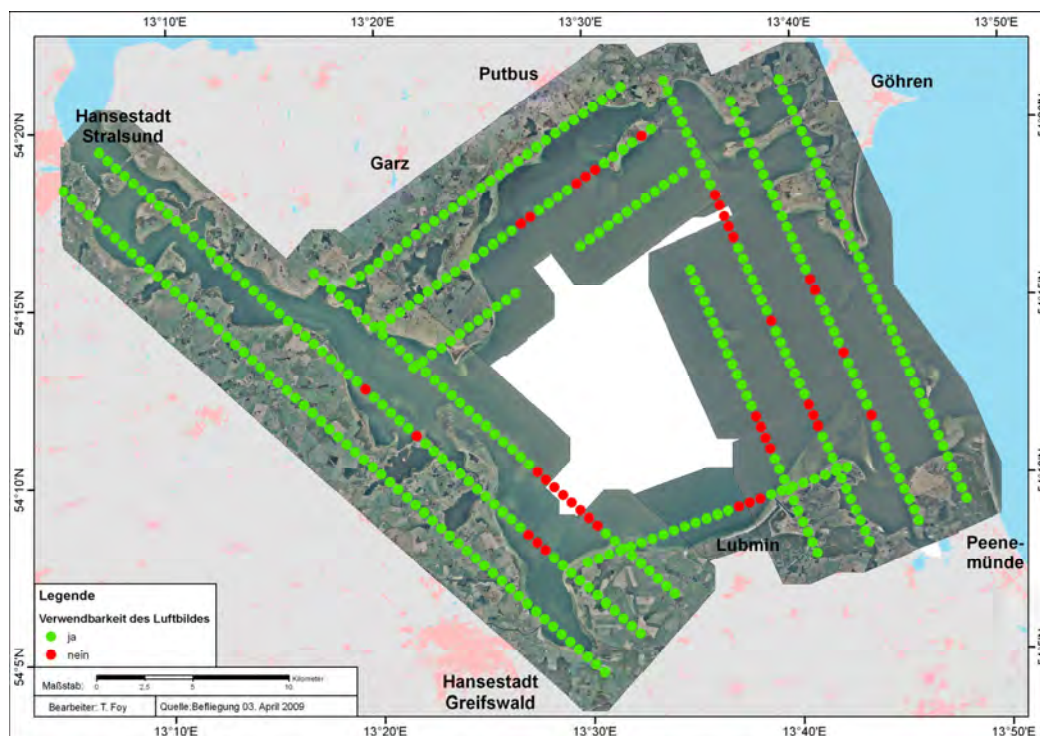 13°10'E 13°20'E 13°30'E 13°40'E 13°50'E
Putbus
Göhren
Hansestadt
Stralsund
Garz
54°20'N
54°15'N
54°10'N
54°5'N
Lubmin
Peene-
münde
Hansestadt
Greifswald
Legende
Verwendbarkeit des Luftbildes
ja
nein
Maßstab: 0 2,5 5 10 Kilometer
Bearbeiter: T. Foy Quelle:Befliegung 03. April 2009
13°10'E 13°20'E 13°30'E 13°40'E 13°50'E